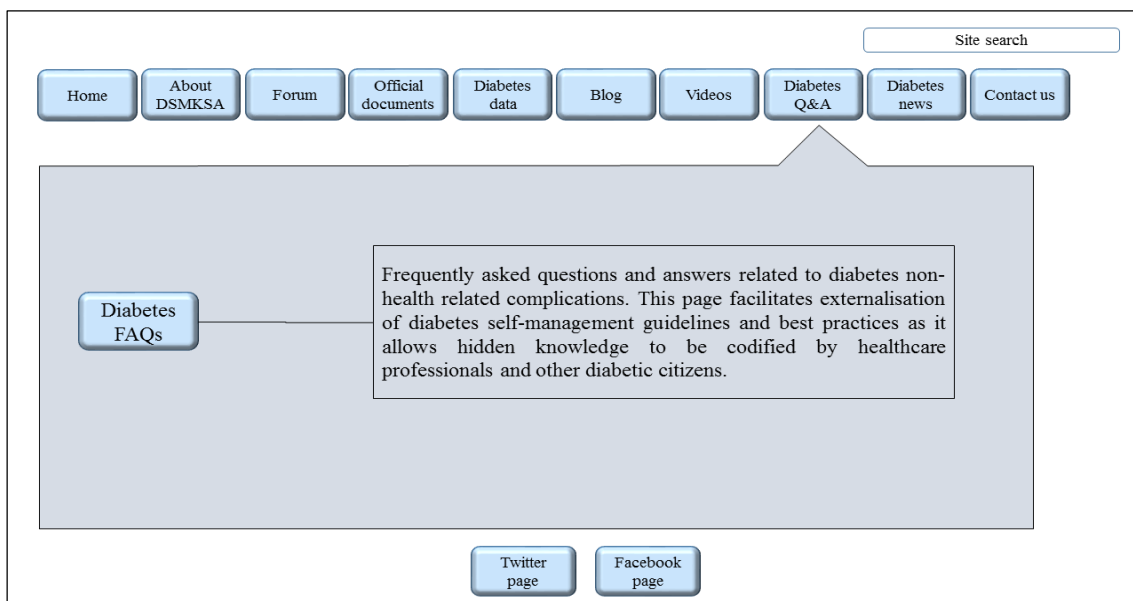 Site search
Home
About
DSMKSA
Forum
Official
documents
Diabetes
data
Blog
Videos
Diabetes
Q&A
Diabetes
news
Contact us
Diabetes
FAQs
Frequently asked questions and answers related to diabetes non-
health related complications. This page facilitates externalisation
of diabetes self-management guidelines and best practices as it
allows hidden knowledge to be codified by healthcare
professionals and other diabetic citizens.
Twitter
page
Facebook
page